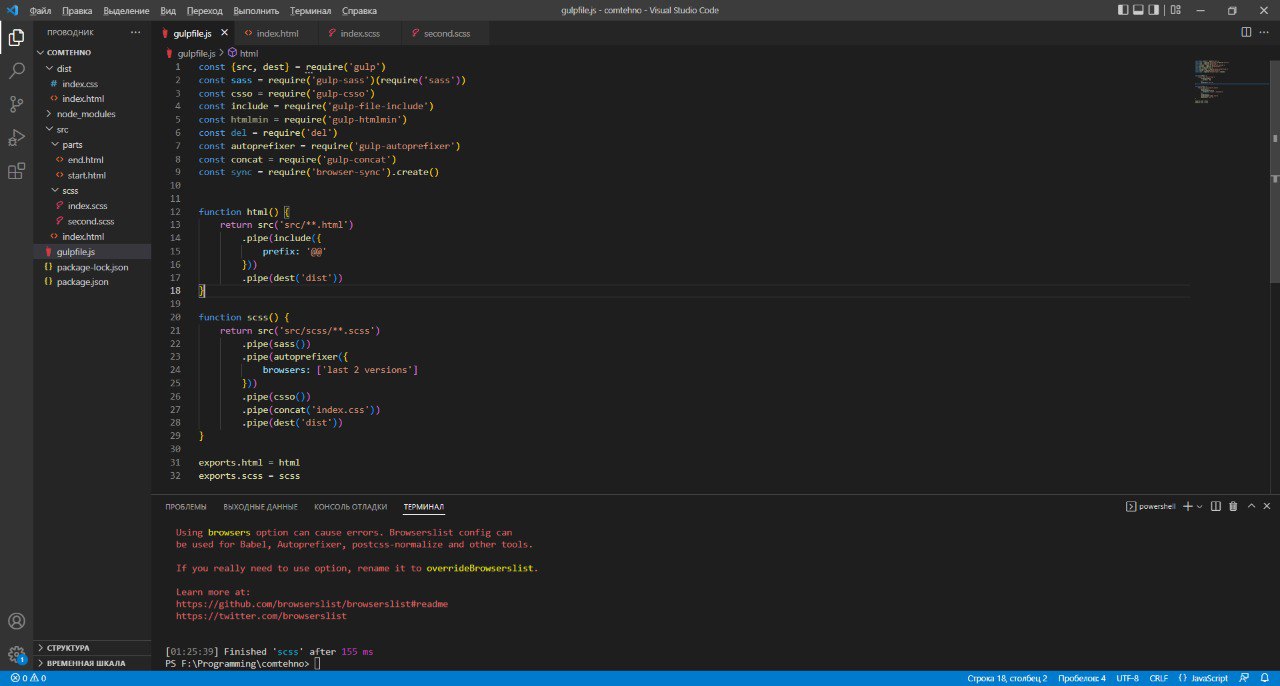 Файл Правка Выделение Вид Переход Выполнить Терминал Справка
gulpfile.js - comtehno - Visual Studio Code
ПРОВОДНИК
COMTEHNO
dist
index.css
index.html
node_modules
src
parts
end.html
start.html
scss
index.scss
second.scss
index.html
gulpfile.js
package-lock.json
package.json
СТРУКТУРА
ВРЕМЕННАЯ ШКАЛА
gulpfile.js index.html index.scss second.scss
gulpfile.js > html
1 const {src, dest} = require('gulp')
2 const sass = require('gulp-sass')(require('sass'))
3 const csso = require('gulp-csso')
4 const include = require('gulp-file-include')
5 const htmlmin = require('gulp-htmlmin')
6 const del = require('del')
7 const autoprefixer = require('gulp-autoprefixer')
8 const concat = require('gulp-concat')
9 const sync = require('browser-sync').create()
10
11
12 function html() {
13 return src('src/**.html')
14 .pipe(include({
15 prefix: '@@'
16 }))
17 .pipe(dest('dist'))
18 }
19
20 function scss() {
21 return src('src/scss/**.scss')
22 .pipe(sass())
23 .pipe(autoprefixer({
24 browsers: ['last 2 versions']
25 }))
26 .pipe(csso())
27 .pipe(concat('index.css'))
28 .pipe(dest('dist'))
29 }
30
31 exports.html = html
32 exports.scss = scss
ПРОБЛЕМЫ ВЫХОДНЫЕ ДАННЫЕ КОНСОЛЬ ОТЛАДКИ ТЕРМИНАЛ
powershell
Using browsers option can cause errors. Browserslist config can
be used for Babel, Autoprefixer, postcss-normalize and other tools.
If you really need to use option, rename it to overrideBrowserslist.
Learn more at:
https://github.com/browserslist/browserslist#readme
https://twitter.com/browserslist
[01:25:39] Finished 'scss' after 155 ms
PS F:\Programming\comtehno>
1
0 0
Строка 18, столбец 2 Пробелов: 4 UTF-8 CRLF {} JavaScript